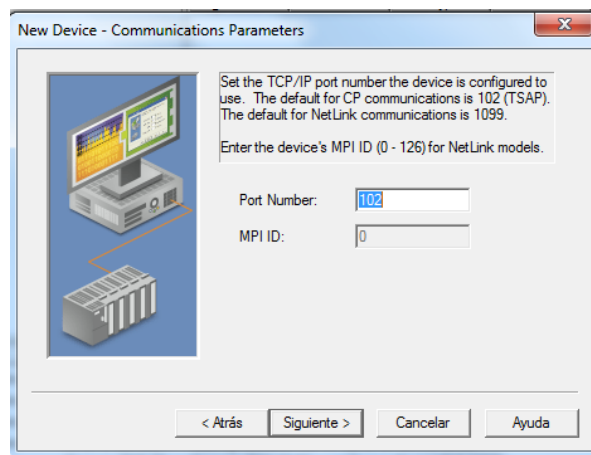 New Device - Communications Parameters
Set the TCP/IP port number the device is configured to
use. The default for CP communications is 102 (TSAP).
The default for NetLink communications is 1099.
Enter the device's MPI ID (0 - 126) for NetLink models.
Port Number: 102
MPI ID: 0
< Atrás Siguiente > Cancelar Ayuda